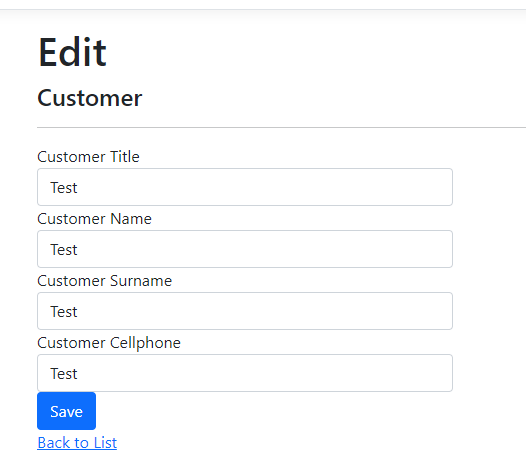 Edit
Customer
Customer Title
Test
Customer Name
Test
Customer Surname
Test
Customer Cellphone
Test
Save
Back to List